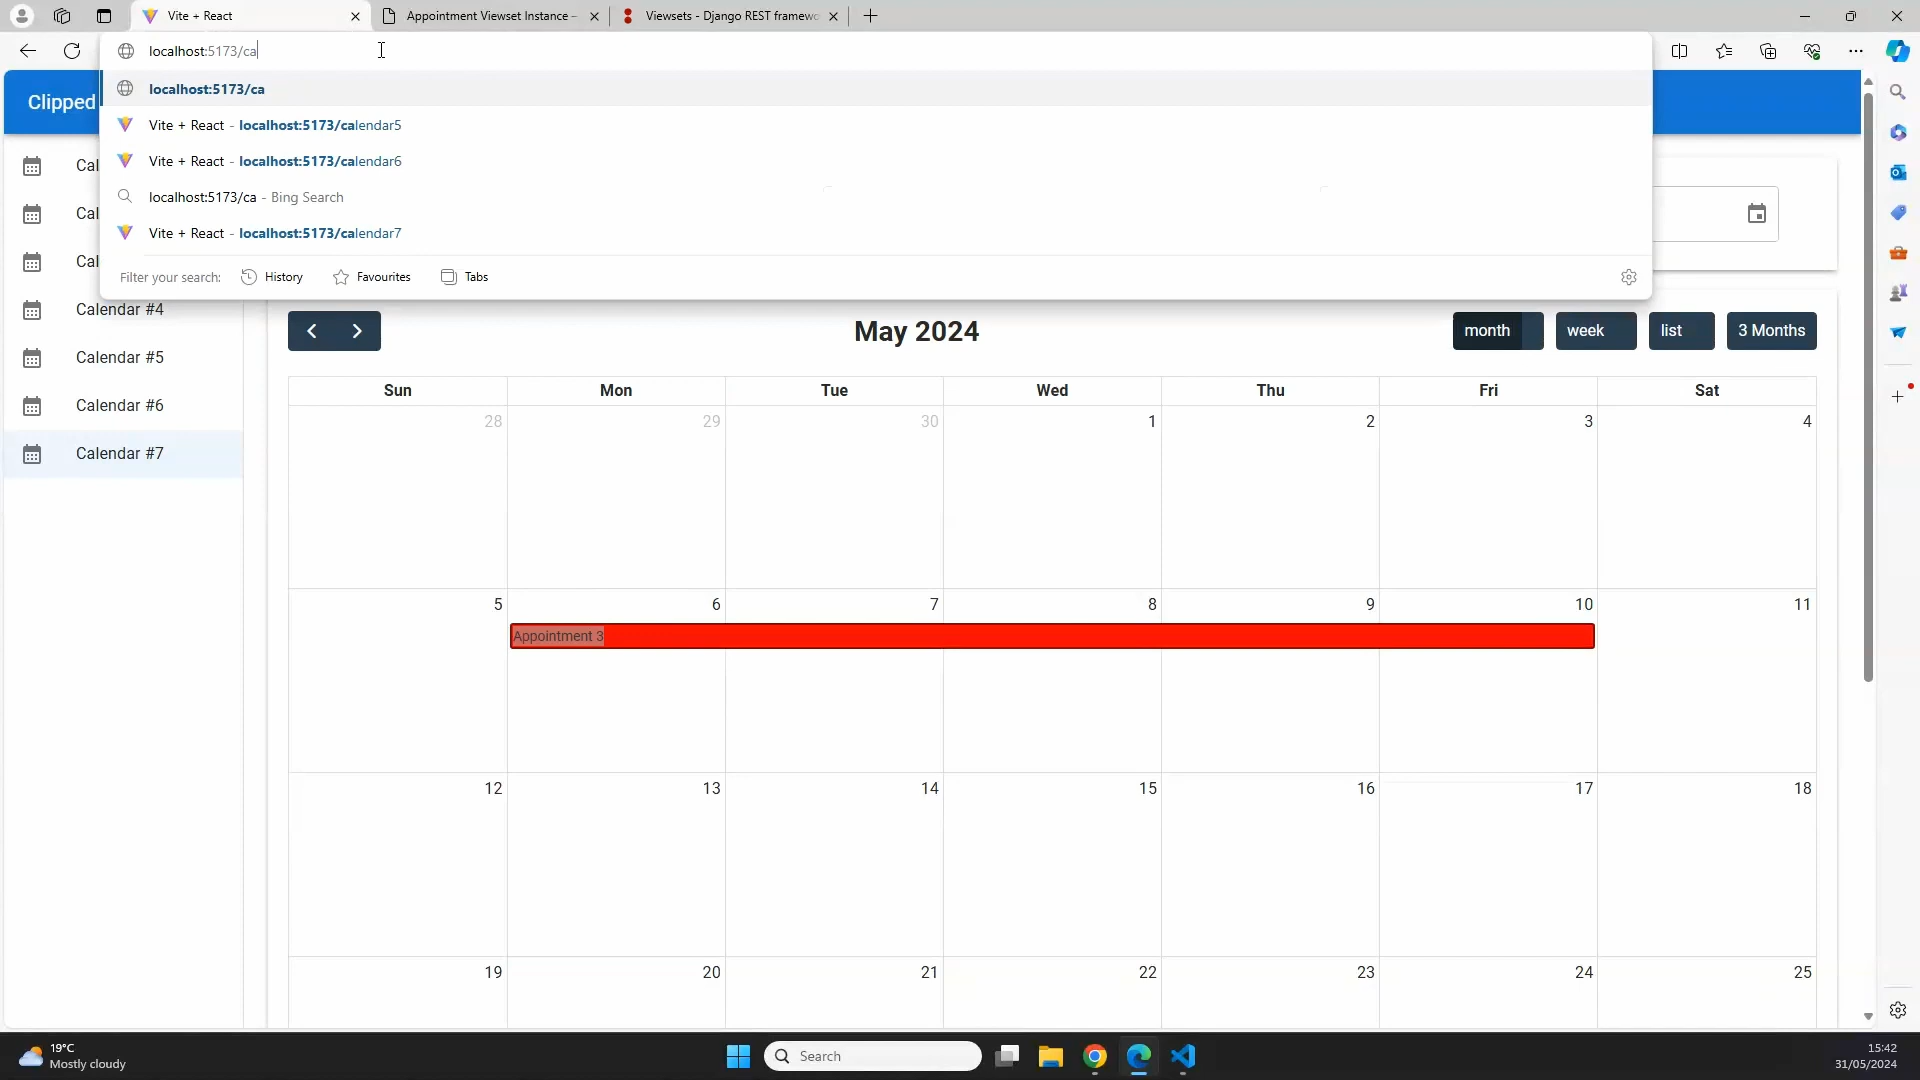 Vite + React
Appointment Viewset Instance –
Viewsets - Django REST framewo
localhost:5173/ca
localhost:5173/ca
Vite + React - localhost:5173/calendar5
Vite + React - localhost:5173/calendar6
localhost:5173/ca - Bing Search
Vite + React - localhost:5173/calendar7
Filter your search: History Favourites Tabs
Clipped
Cal
Cal
Cal
Calendar #4
Calendar #5
Calendar #6
Calendar #7
May 2024
month week list 3 Months
Sun Mon Tue Wed Thu Fri Sat
28 29 30 1 2 3 4
5 6 7 8 9 10 11
Appointment 3
12 13 14 15 16 17 18
19 20 21 22 23 24 25
19°C
Mostly cloudy
Search
15:42
31/05/2024